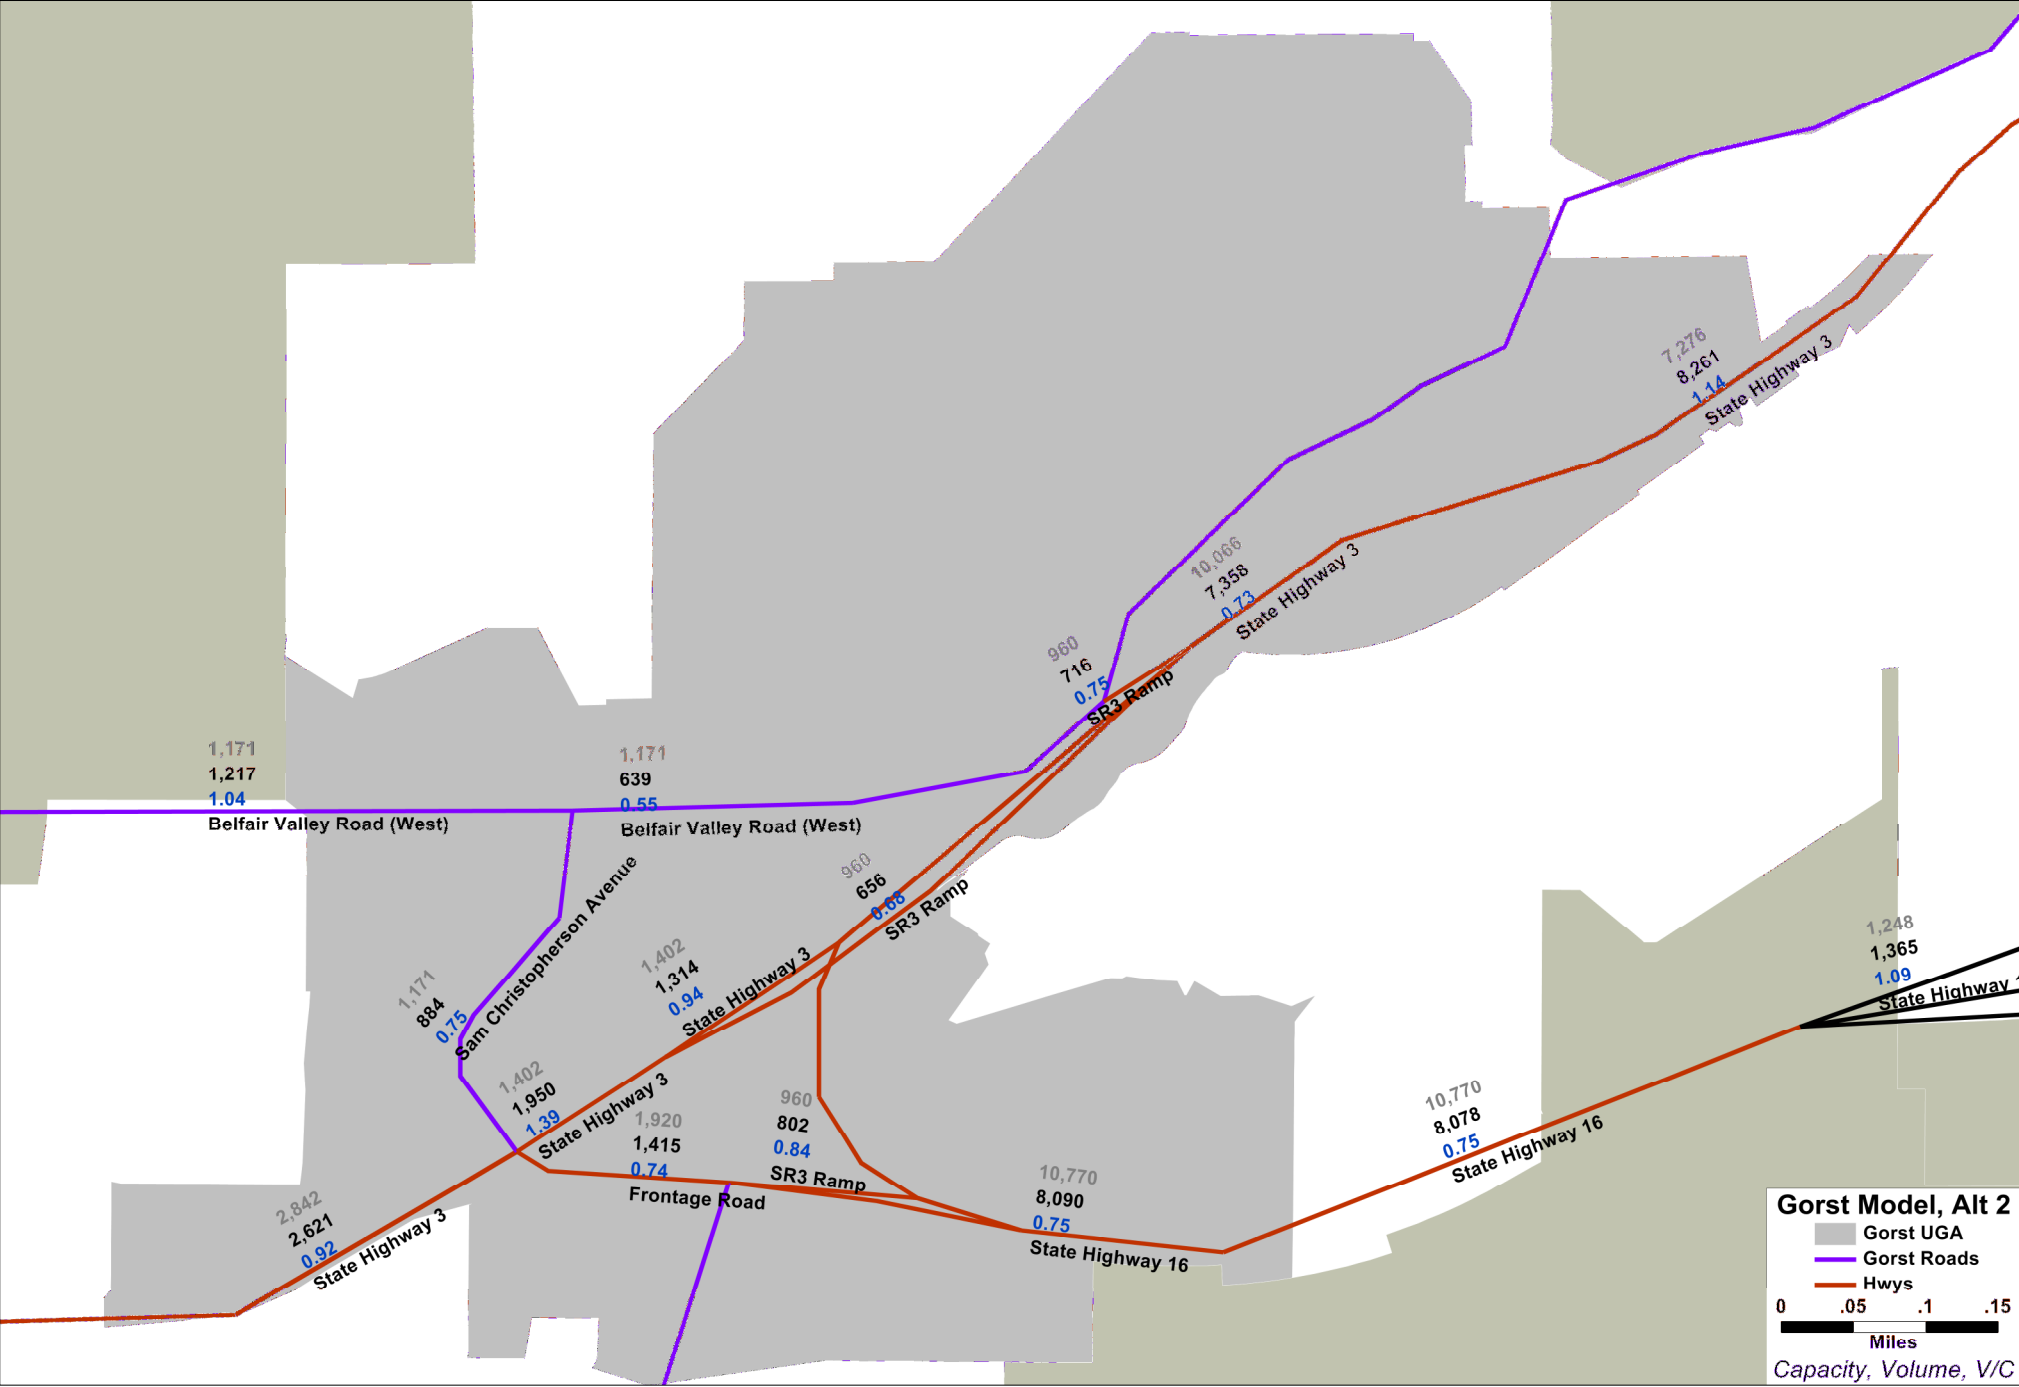 7,276
8,261
1.14
State Highway 3
10,066
7,358
0.73
State Highway 3
960
716
0.75
SR3 Ramp
1,171
1,217
1.04
Belfair Valley Road (West)
1,171
639
0.55
Belfair Valley Road (West)
960
656
0.68
SR3 Ramp
1,402
1,314
0.94
State Highway 3
1,171
884
0.75
Sam Christopherson Avenue
1,248
1,365
1.09
State Highway
1,402
1,950
1.39
State Highway 3
1,920
1,415
0.74
Frontage Road
960
802
0.84
SR3 Ramp
10,770
8,090
0.75
State Highway 16
10,770
8,078
0.75
State Highway 16
2,842
2,621
0.92
State Highway 3
Gorst Model, Alt 2
Gorst UGA
Gorst Roads
Hwys
0 .05 .1 .15
Miles
Capacity, Volume, V/C